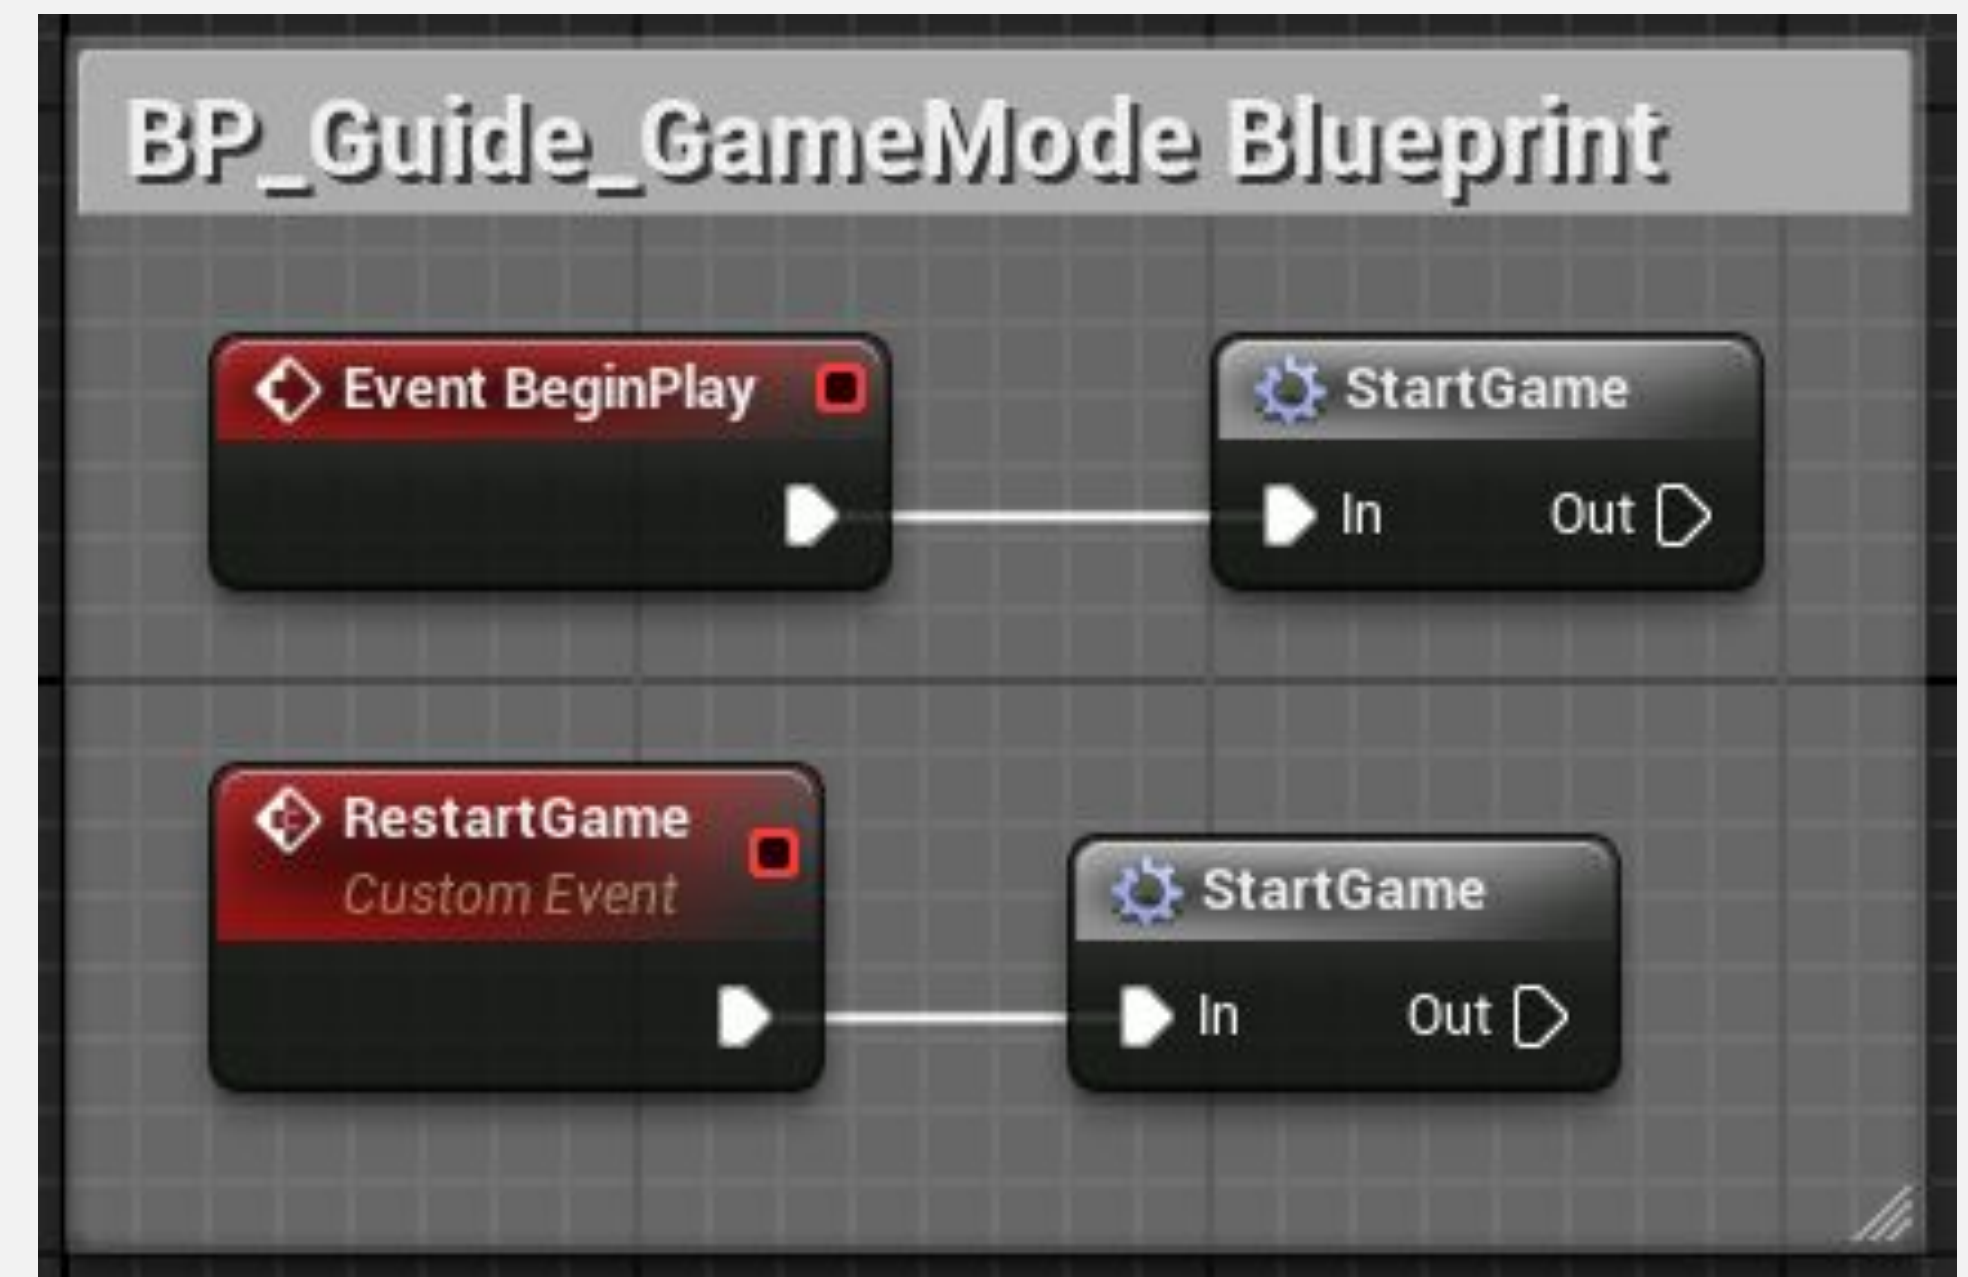 BP_Guide_GameMode Blueprint
Event BeginPlay
StartGame
In
Out
RestartGame
Custom Event
StartGame
In
Out